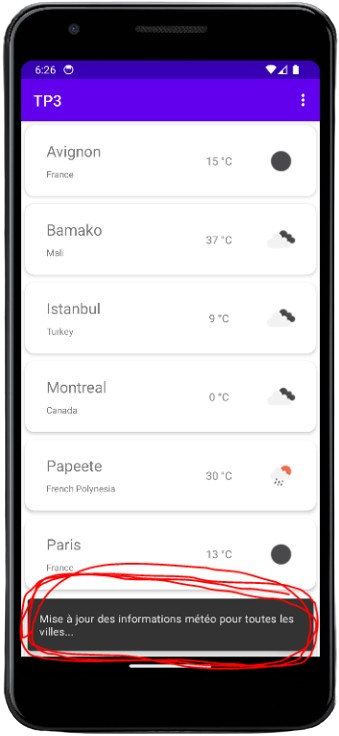 6:26
TP3
Avignon
15 °C
France
Bamako
37 °C
Mali
Istanbul
9 °C
Turkey
Montreal
0 °C
Canada
Papeete
30 °C
French Polynesia
Paris
13 °C
France
Mise à jour des informations météo pour toutes les
villes...